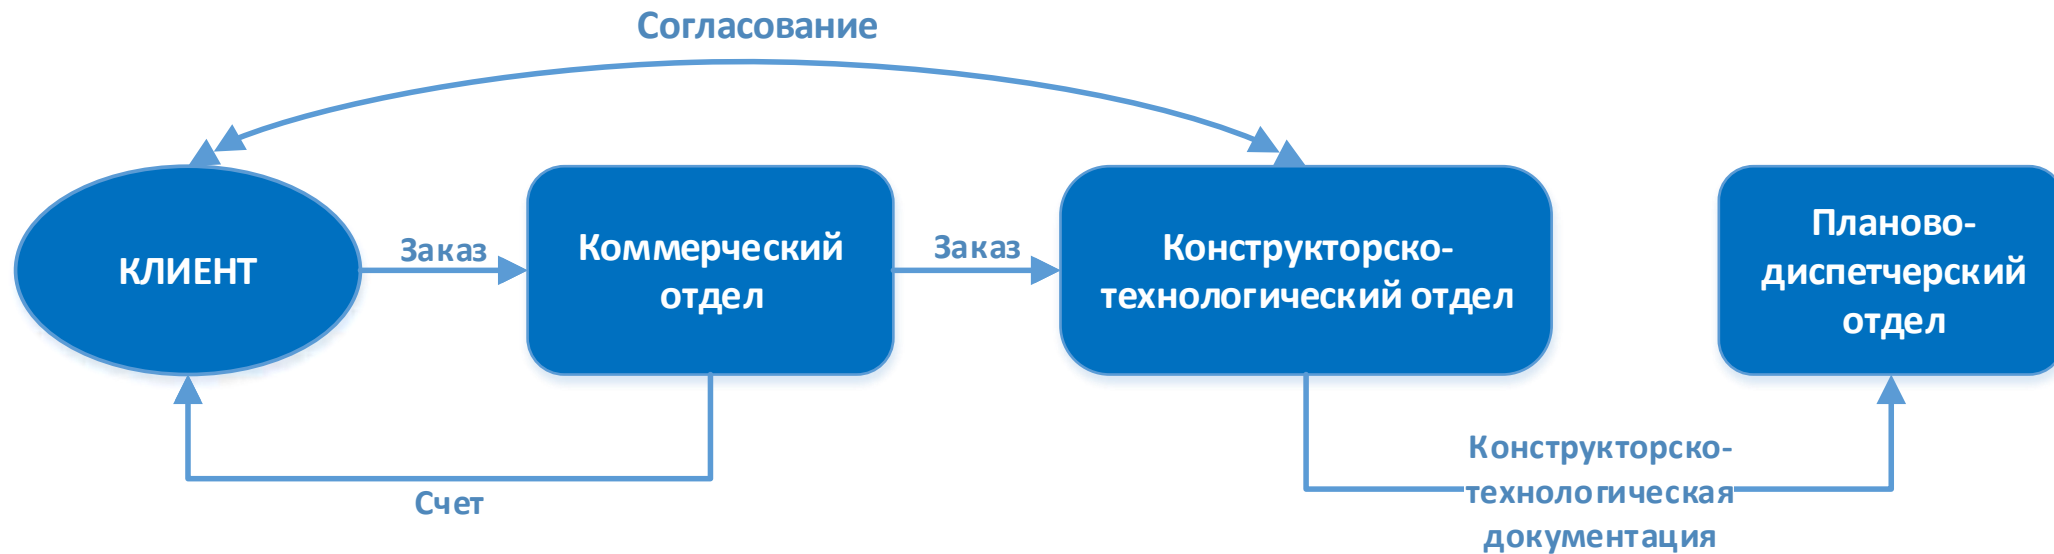 Согласование
КЛИЕНТ
Заказ
Коммерческий
отдел
Заказ
Конструкторско-
технологический отдел
Планово-
диспетчерский
отдел
Счет
Конструкторско-
технологическая
документация